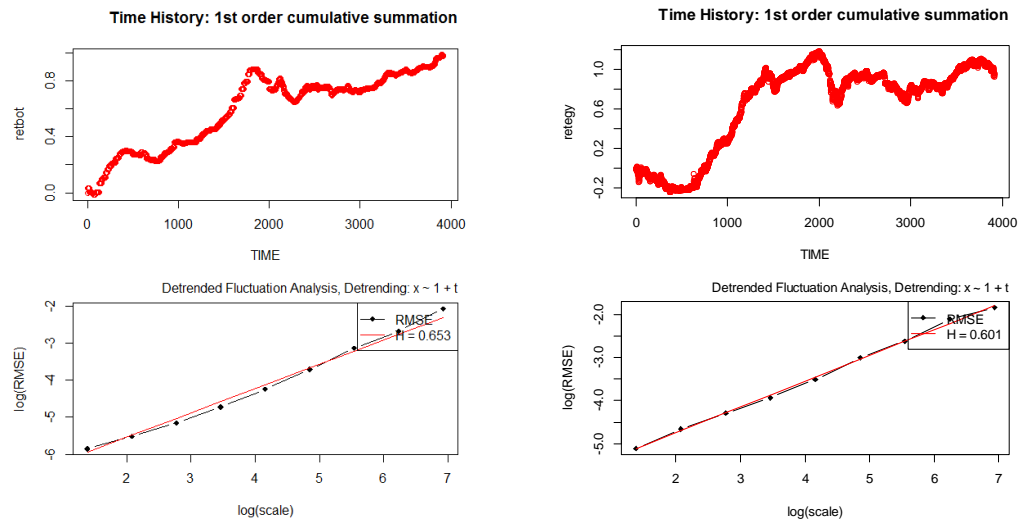 Time History: 1st order cumulative summation
retbot
0.8
0.4
0.0
0 1000 2000 3000 4000
TIME
Detrended Fluctuation Analysis, Detrending: x ~ 1 + t
log(RMSE)
-2
-3
-4
-5
-6
RMSE
H = 0.653
2 3 4 5 6 7
log(scale)
Time History: 1st order cumulative summation
retegy
1.0
0.6
0.2
-0.2
0 1000 2000 3000 4000
TIME
Detrended Fluctuation Analysis, Detrending: x ~ 1 + t
log(RMSE)
-2.0
-3.0
-4.0
-5.0
RMSE
H = 0.601
2 3 4 5 6 7
log(scale)